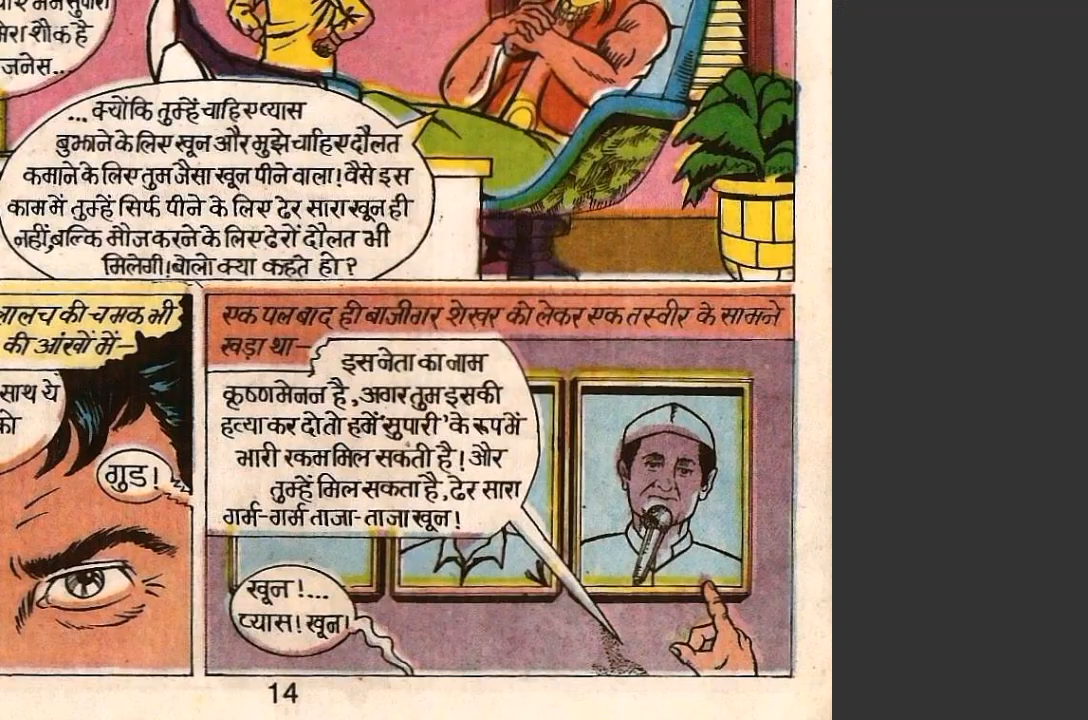 मेरा शौक है
...क्योंकि तुम्हें चाहिए प्यास
बुझाने के लिए खून और मुझे चाहिए दौलत
कमाने के लिए तुम जैसा खून पीने वाला! वैसे इस
काम में तुम्हें सिर्फ पीने के लिए ढेर सारा खून ही
नहीं, बल्कि मौज करने के लिए ढेरों दौलत भी
मिलेगी! बोलो क्या कहते हो?
लालच की चमक भी
की आंखों में—
साथ ये
गुड!
एक पल बाद ही बाजीगर शेखर को लेकर एक तस्वीर के सामने
खड़ा था—
इस नेता का नाम
कृष्णमेनन है, अगर तुम इसकी
हत्या कर दो तो हमें 'सुपारी' के रूप में
भारी रकम मिल सकती है! और
तुम्हें मिल सकता है, ढेर सारा
गर्म-गर्म ताजा-ताजा खून!
खून!...
प्यास! खून!
14